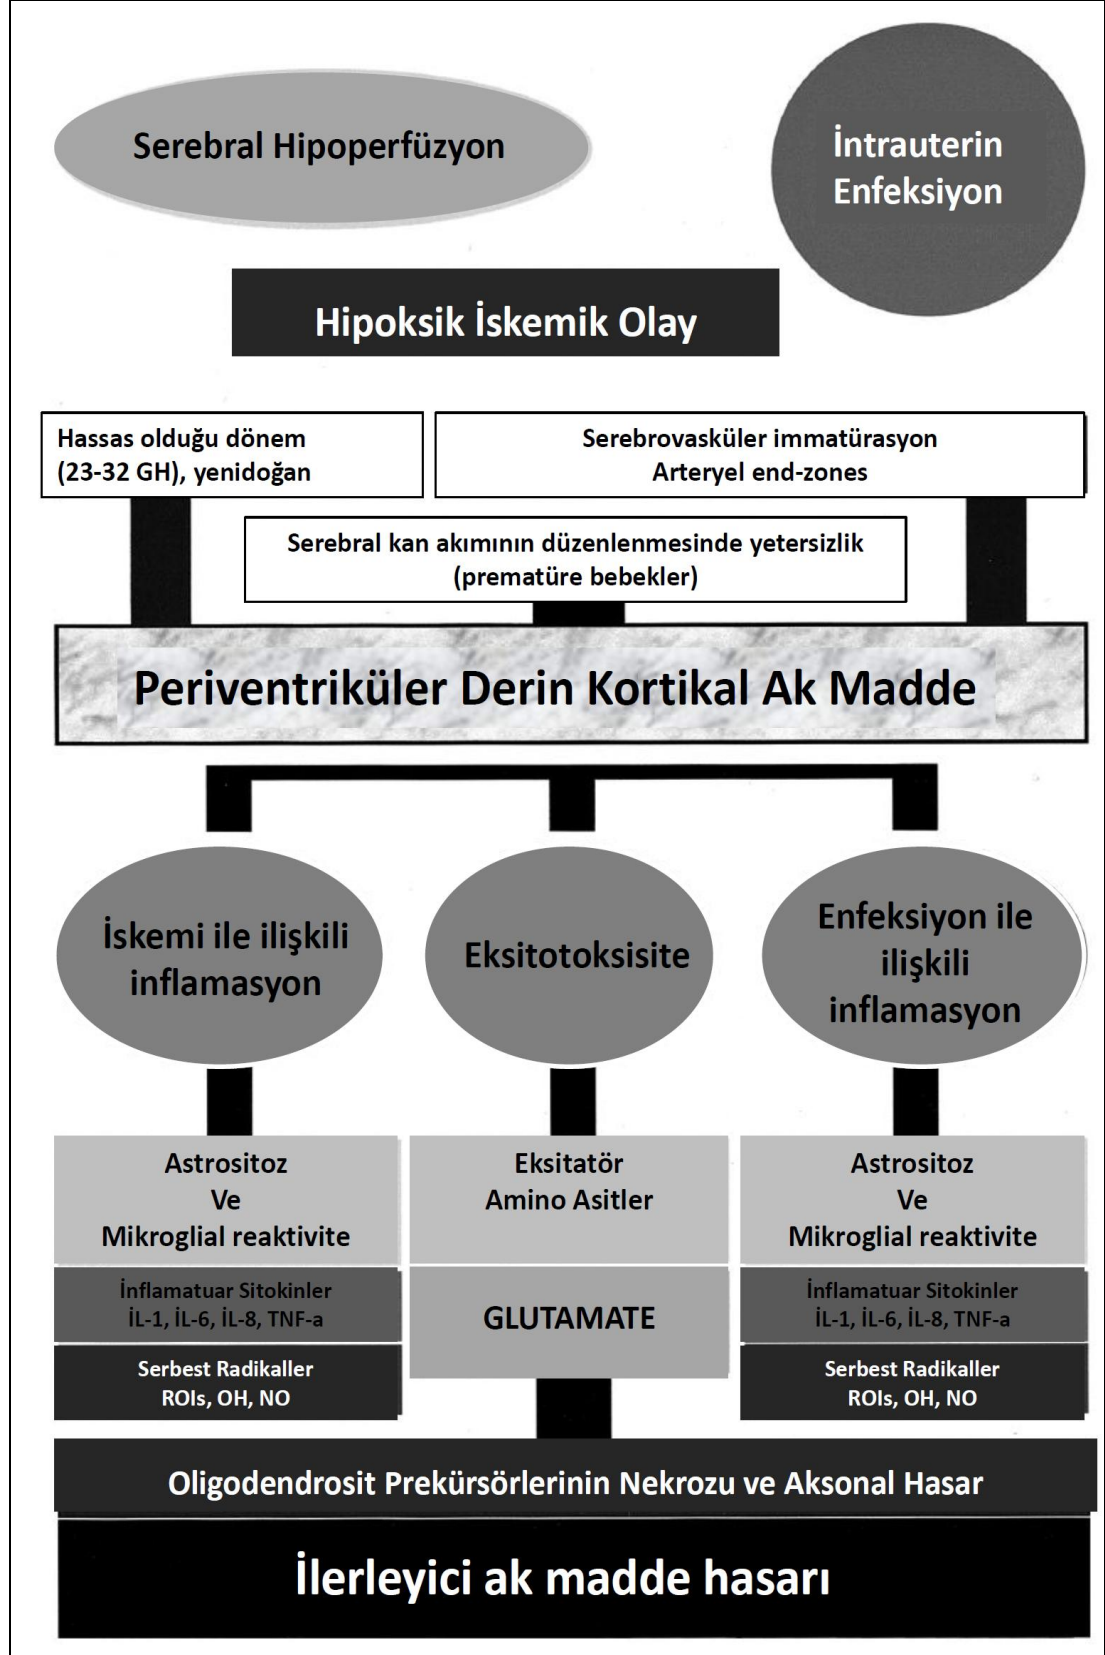 Serebral Hipoperfüzyon
İntrauterin
Enfeksiyon
Hipoksik İskemik Olay
Hassas olduğu dönem
(23-32 GH), yenidoğan
Serebrovasküler immatürasyon
Arteryel end-zones
Serebral kan akımının düzenlenmesinde yetersizlik
(prematüre bebekler)
Periventriküler Derin Kortikal Ak Madde
İskemi ile ilişkili
inflamasyon
Eksitotoksisite
Enfeksiyon ile
ilişkili
inflamasyon
Astrositoz
Ve
Mikroglial reaktivite
İnflamatuar Sitokinler
İL-1, İL-6, İL-8, TNF-a
Serbest Radikaller
ROIs, OH, NO
Eksitatör
Amino Asitler
GLUTAMATE
Astrositoz
Ve
Mikroglial reaktivite
İnflamatuar Sitokinler
İL-1, İL-6, İL-8, TNF-a
Serbest Radikaller
ROIs, OH, NO
Oligodendrosit Prekürsörlerinin Nekrozu ve Aksonal Hasar
İlerleyici ak madde hasarı